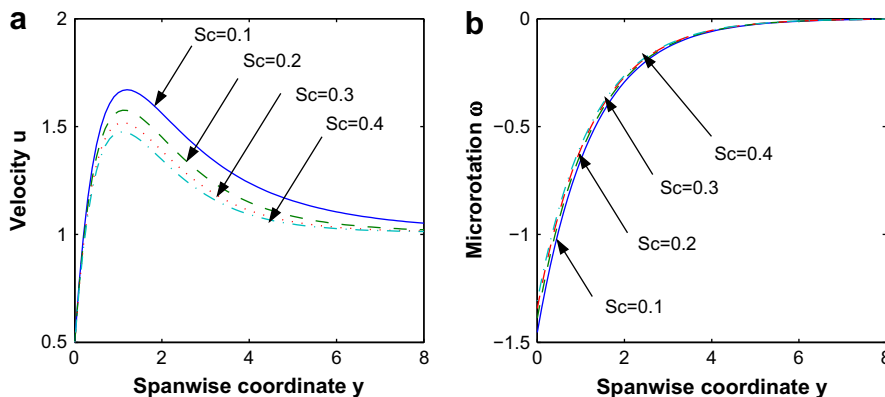 a
2
1.5
1
0.5
Velocity u
Sc=0.1
Sc=0.2
Sc=0.3
Sc=0.4
0
2
4
6
8
Spanwise coordinate y
b
0
−0.5
−1
−1.5
Microrotation ω
Sc=0.4
Sc=0.3
Sc=0.2
Sc=0.1
0
2
4
6
8
Spanwise coordinate y